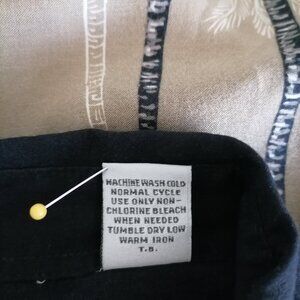 MACHINE WASH COLD
NORMAL CYCLE
USE ONLY NON-
CHLORINE BLEACH
WHEN NEEDED
TUMBLE DRY LOW
WARM IRON
T.B.